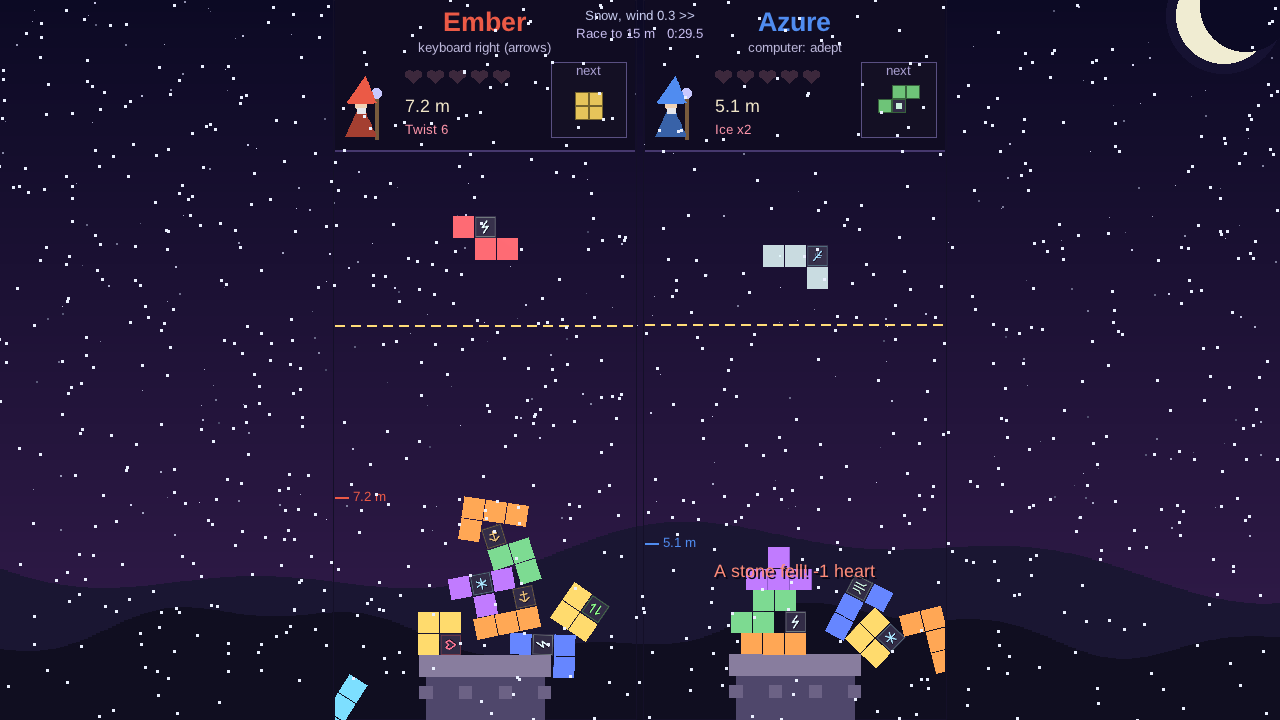 Ember
keyboard right (arrows)
7.2 m
Twist 6
next
Snow, wind 0.3 >>
Race to 15 m 0:29.5
Azure
computer: adept
5.1 m
Ice x2
next
7.2 m
5.1 m
A stone fell! -1 heart